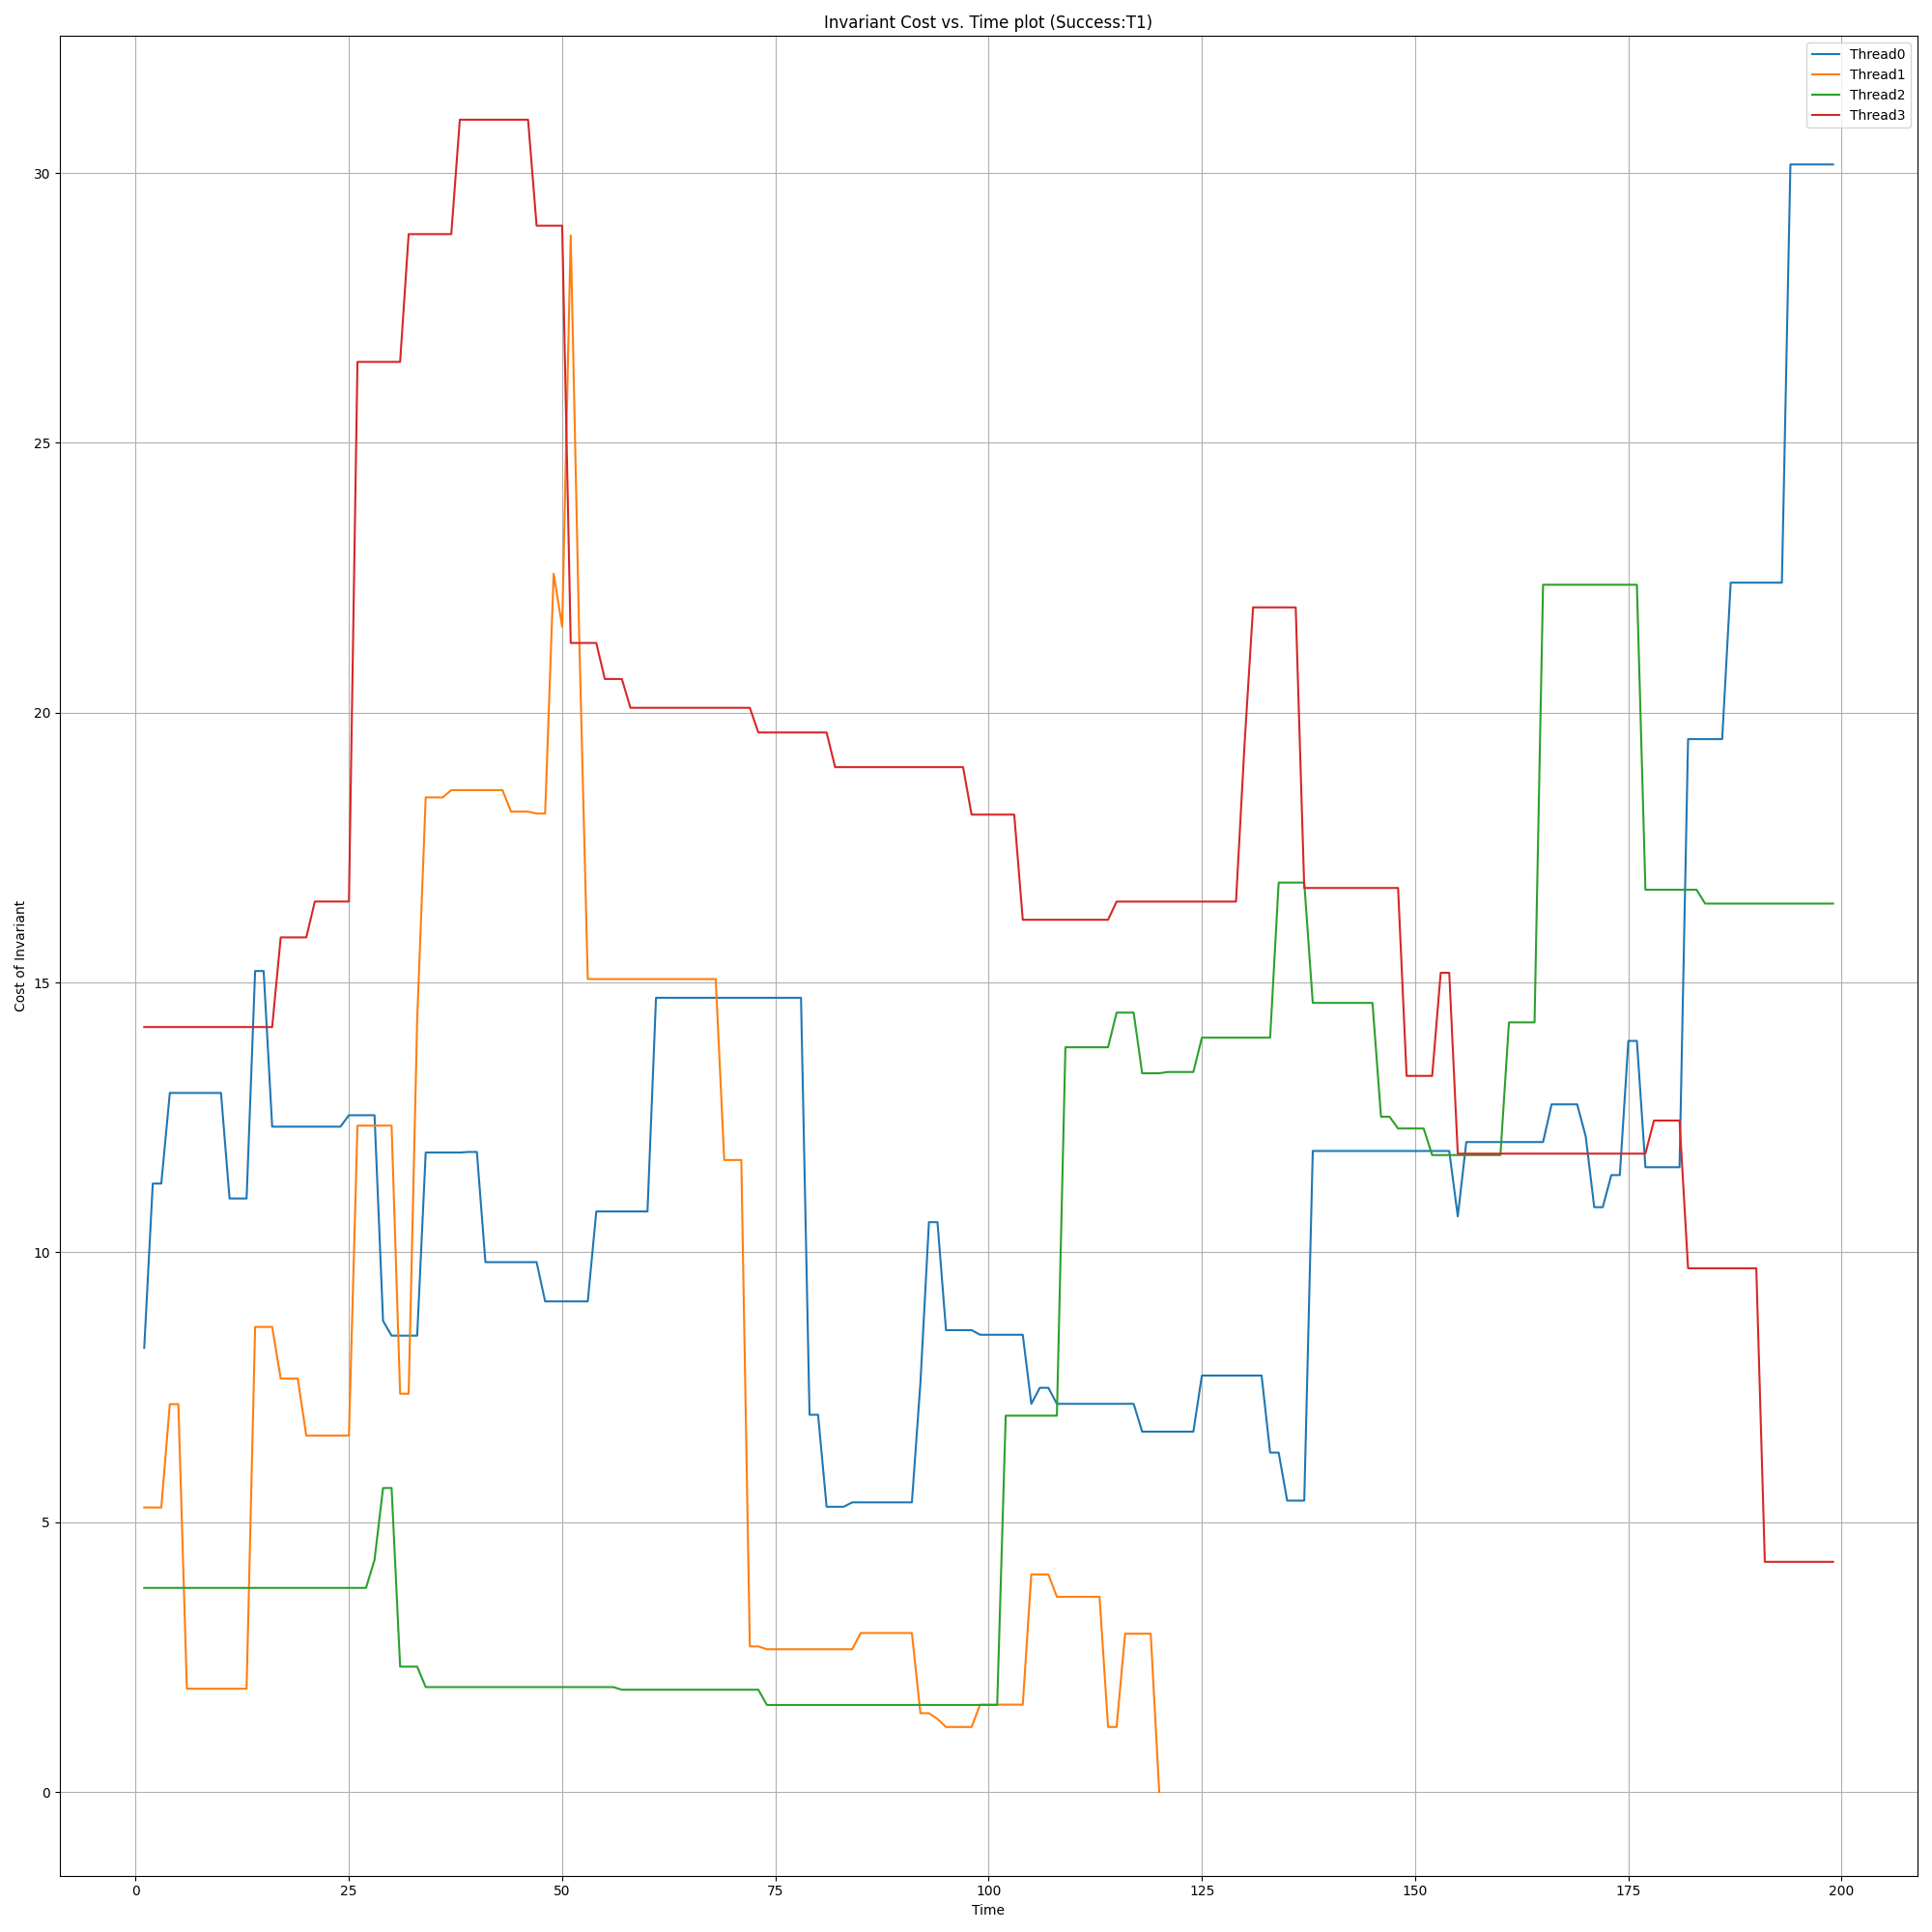 Invariant Cost vs. Time plot (Success:T1)
Thread0
Thread1
Thread2
Thread3
Cost of Invariant
30
25
20
15
10
5
0
0 25 50 75 100 125 150 175 200
Time